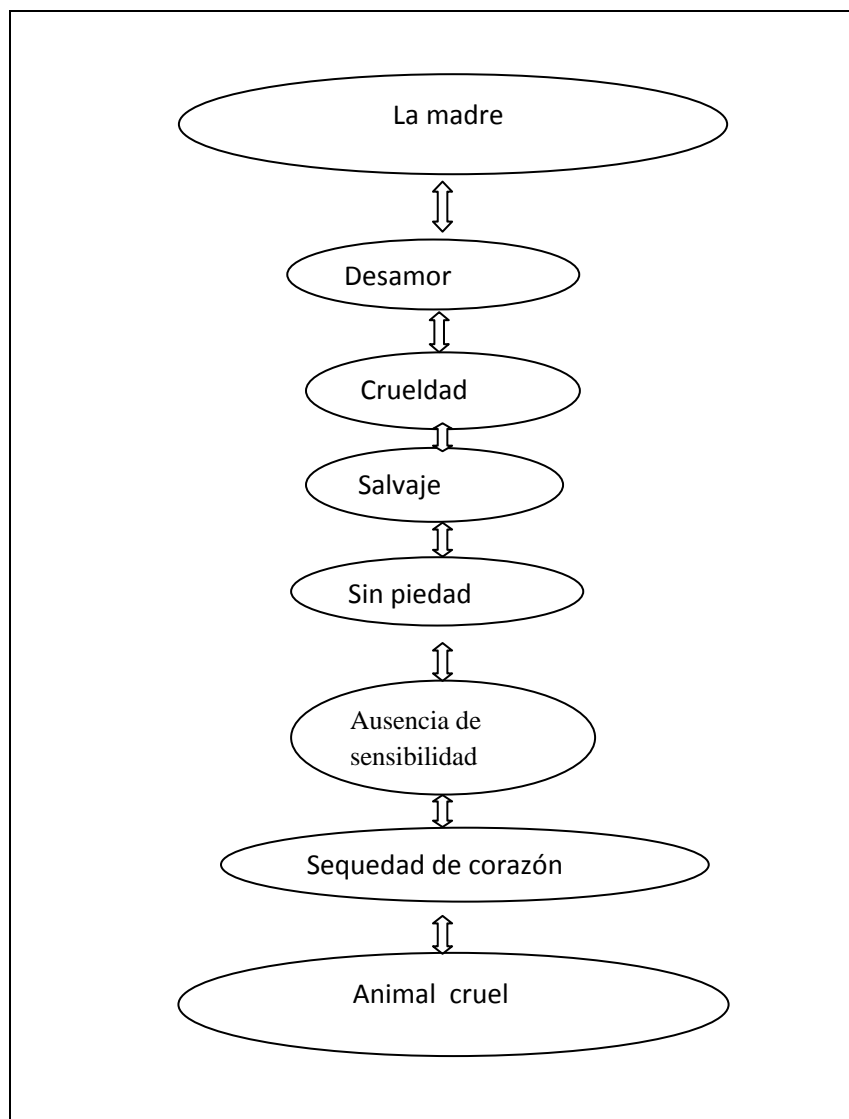 La madre
Desamor
Crueldad
Salvaje
Sin piedad
Ausencia de
sensibilidad
Sequedad de corazón
Animal cruel